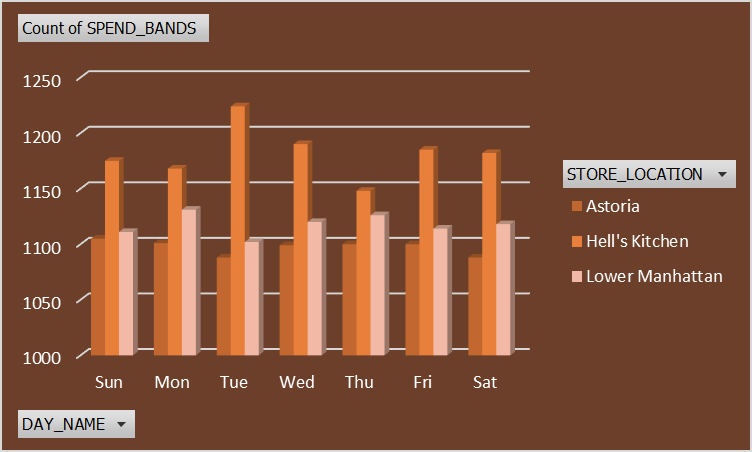 Count of SPEND_BANDS
1250
1200
1150
1100
1050
1000
Sun Mon Tue Wed Thu Fri Sat
STORE_LOCATION
Astoria
Hell's Kitchen
Lower Manhattan
DAY_NAME